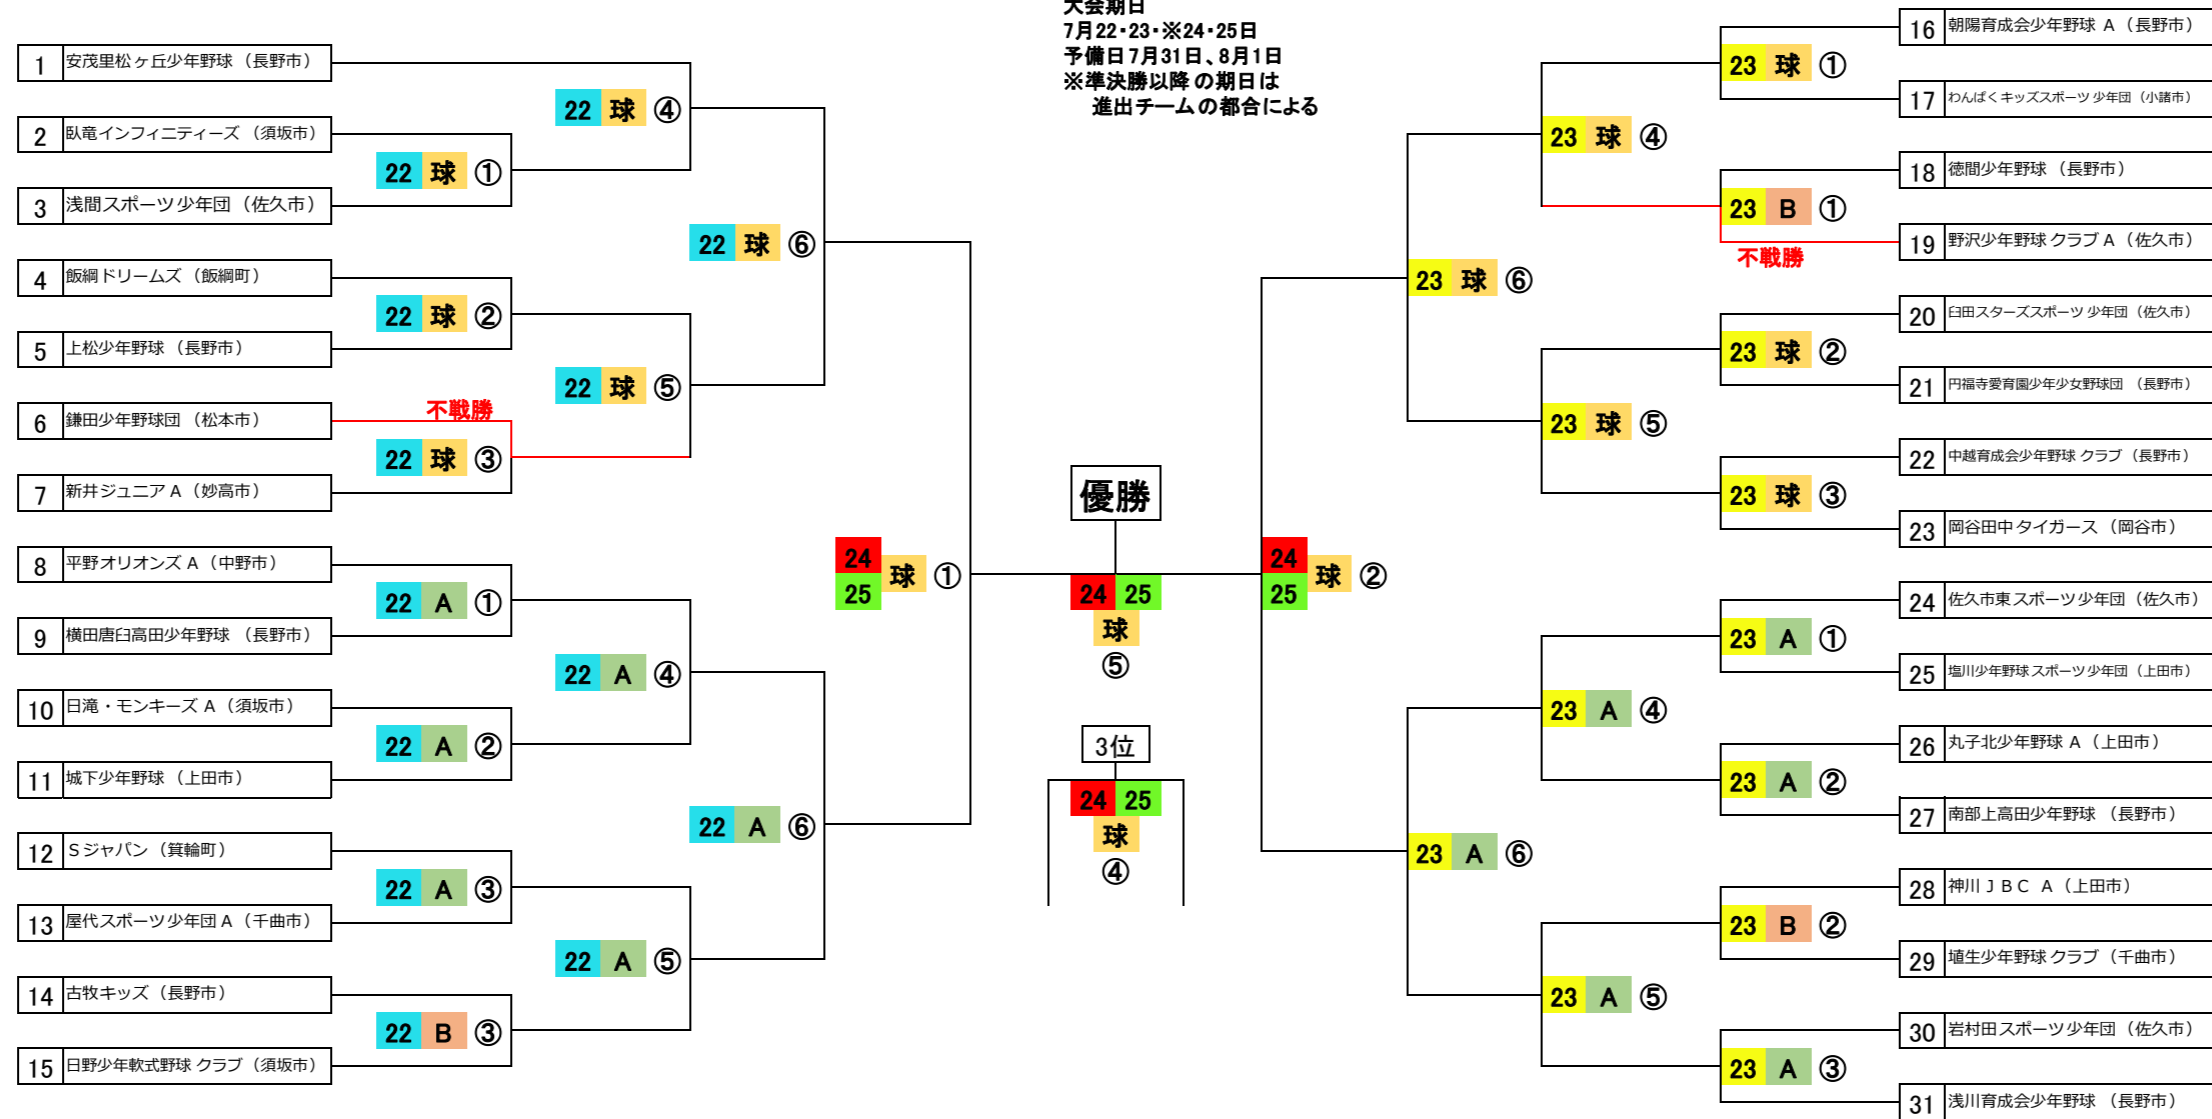 大会期日
7月22・23・※24・25日
予備日7月31日、8月1日
※準決勝以降の期日は
進出チームの都合による
1 安茂里松ヶ丘少年野球（長野市）
2 臥竜インフィニティーズ（須坂市）
3 浅間スポーツ少年団（佐久市）
4 飯綱ドリームズ（飯綱町）
5 上松少年野球（長野市）
6 鎌田少年野球団（松本市）
7 新井ジュニアA（妙高市）
8 平野オリオンズA（中野市）
9 横田唐臼高田少年野球（長野市）
10 日滝・モンキーズA（須坂市）
11 城下少年野球（上田市）
12 Sジャパン（箕輪町）
13 屋代スポーツ少年団A（千曲市）
14 古牧キッズ（長野市）
15 日野少年軟式野球クラブ（須坂市）
22 球 ①
22 球 ②
不戦勝
22 球 ③
22 A ①
22 A ②
22 A ③
22 B ③
22 球 ④
22 球 ⑤
22 A ④
22 A ⑤
22 球 ⑥
22 A ⑥
24
25
球 ①
優勝
24 25
球
⑤
3位
24 25
球
④
24
25
球 ②
23 球 ⑥
23 A ⑥
23 球 ④
23 球 ⑤
23 A ④
23 A ⑤
23 球 ①
23 B ①
不戦勝
23 球 ②
23 球 ③
23 A ①
23 A ②
23 B ②
23 A ③
16 朝陽育成会少年野球 A（長野市）
17 わんぱくキッズスポーツ少年団（小諸市）
18 徳間少年野球（長野市）
19 野沢少年野球クラブA（佐久市）
20 臼田スターズスポーツ少年団（佐久市）
21 円福寺愛育園少年少女野球団（長野市）
22 中越育成会少年野球クラブ（長野市）
23 岡谷田中タイガース（岡谷市）
24 佐久市東スポーツ少年団（佐久市）
25 塩川少年野球スポーツ少年団（上田市）
26 丸子北少年野球 A（上田市）
27 南部上高田少年野球（長野市）
28 神川JBC A（上田市）
29 埴生少年野球クラブ（千曲市）
30 岩村田スポーツ少年団（佐久市）
31 浅川育成会少年野球（長野市）